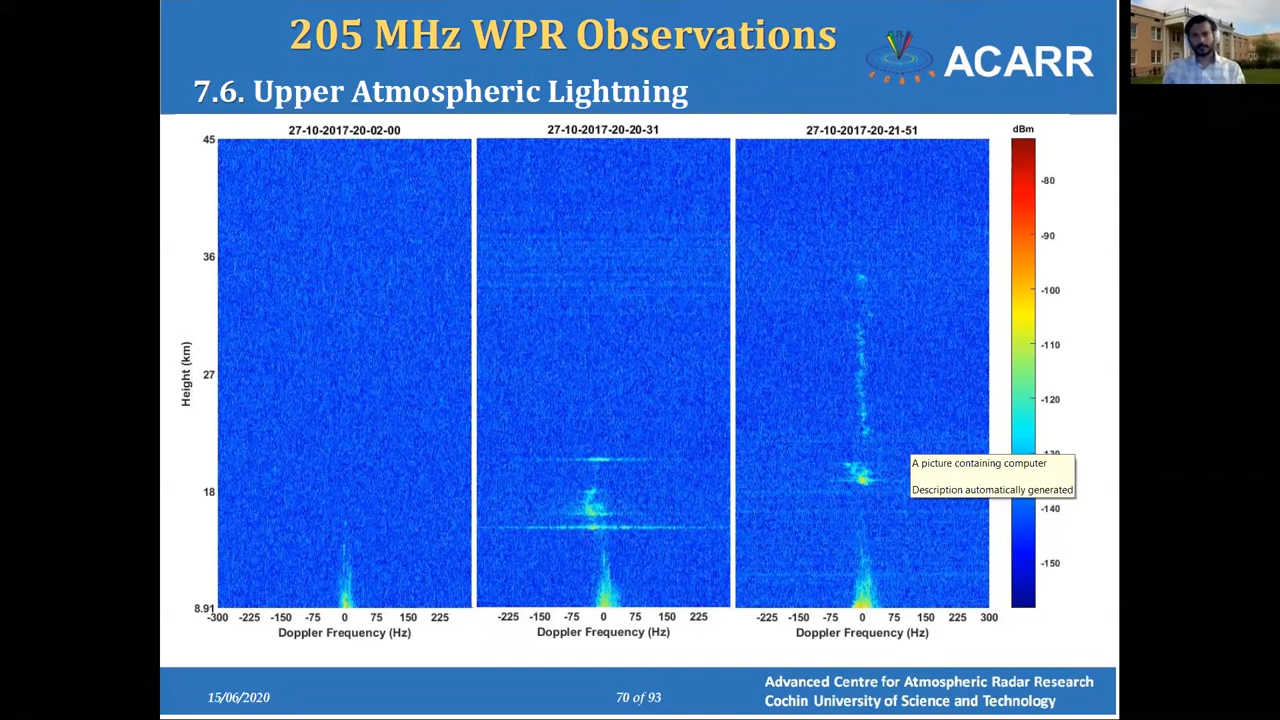 205 MHz WPR Observations
ACARR
ACARR
7.6. Upper Atmospheric Lightning
27-10-2017-20-02-00
27-10-2017-20-20-31
27-10-2017-20-21-51
dBm
45
36
27
18
8.91
Height (km)
-300 -225 -150 -75 0 75 150 225
-225 -150 -75 0 75 150 225
-225 -150 -75 0 75 150 225 300
Doppler Frequency (Hz)
Doppler Frequency (Hz)
Doppler Frequency (Hz)
-80
-90
-100
-110
-120
-130
-140
-150
A picture containing computer
Description automatically generated
15/06/2020
70 of 93
Advanced Centre for Atmospheric Radar Research
Cochin University of Science and Technology